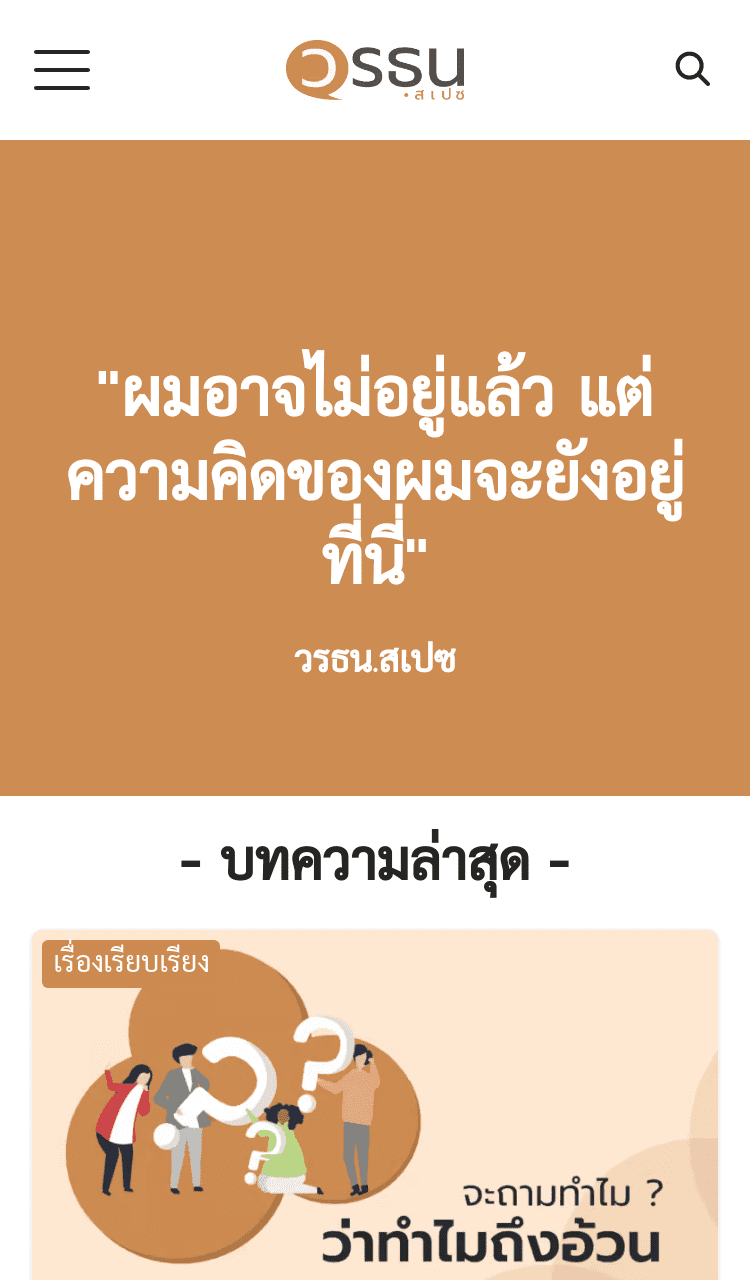 วรรธน
.สเปซ
"ผมอาจไม่อยู่แล้ว แต่
ความคิดของผมจะยังอยู่
ที่นี่"
วรธน.สเปซ
- บทความล่าสุด -
เรื่องเรียบเรียง
จะถามทำไม ?
ว่าทำไมถึงอ้วน